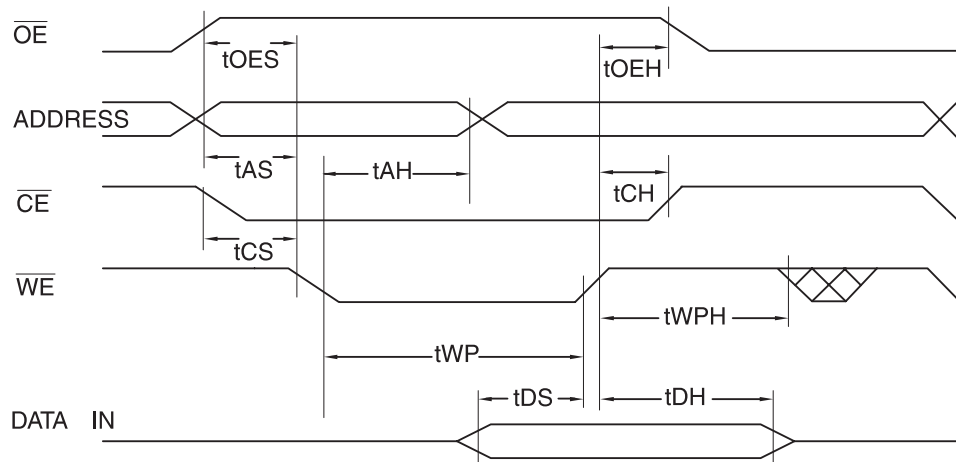 OE
tOES
tOEH
ADDRESS
tAS
tAH
tCH
CE
tCS
WE
tWPH
tWP
tDS
tDH
DATA IN